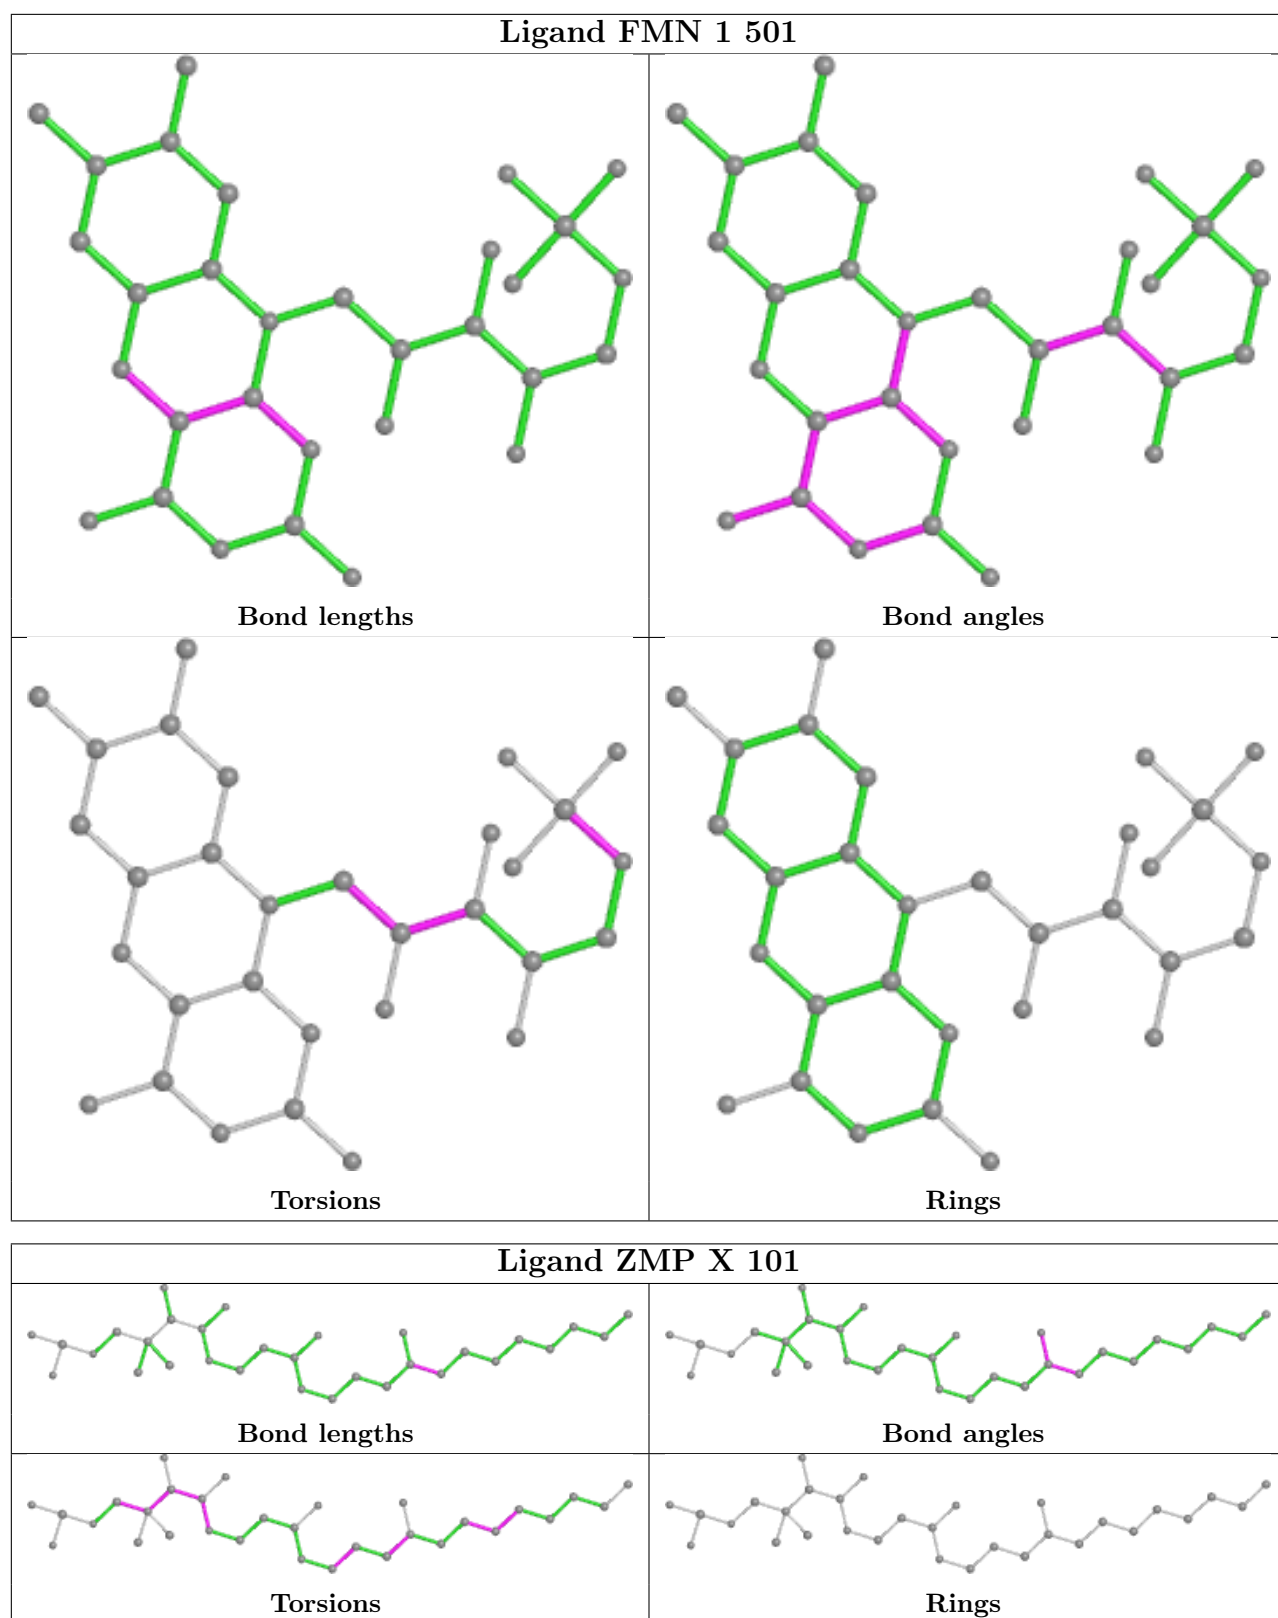 Ligand FMN 1 501
Bond lengths
Bond angles
Torsions
Rings
Ligand ZMP X 101
Bond lengths
Bond angles
Torsions
Rings